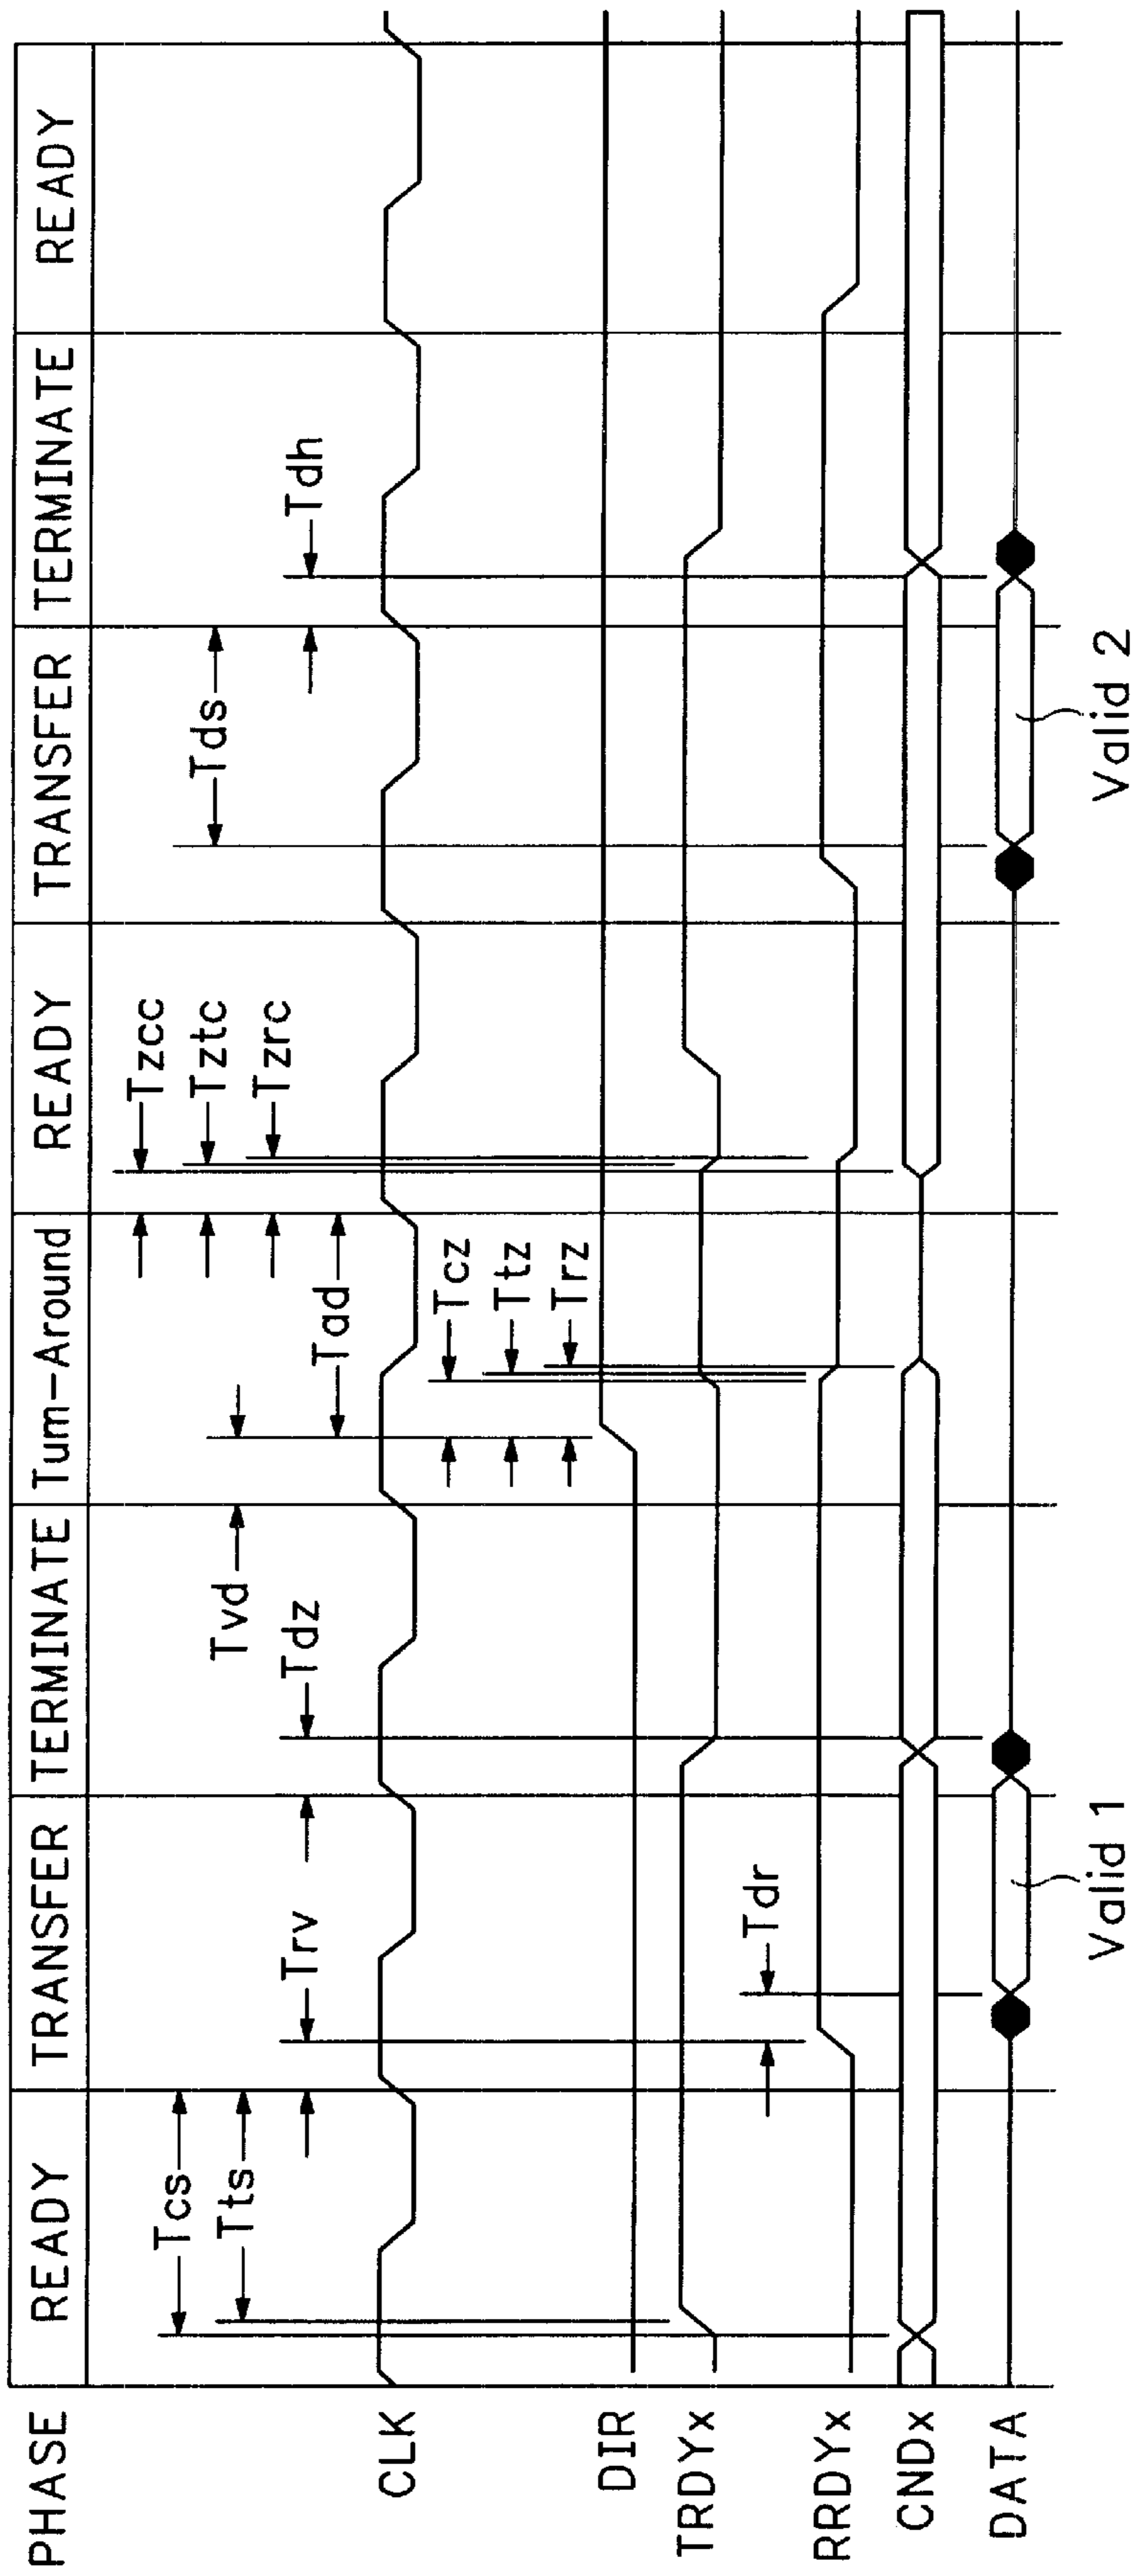 PHASE READY TRANSFER TERMINATE Tum-Around READY TRANSFER TERMINATE READY
Tzcc
Tcs
Tztc
Tds
Tts
Tvd
Tzrc
Trv
Tdz
Tdh
Tad
CLK
Tcz
Ttz
Trz
DIR
TRDYx
Tdr
RRDYx
CNDx
DATA
Valid 1
Valid 2